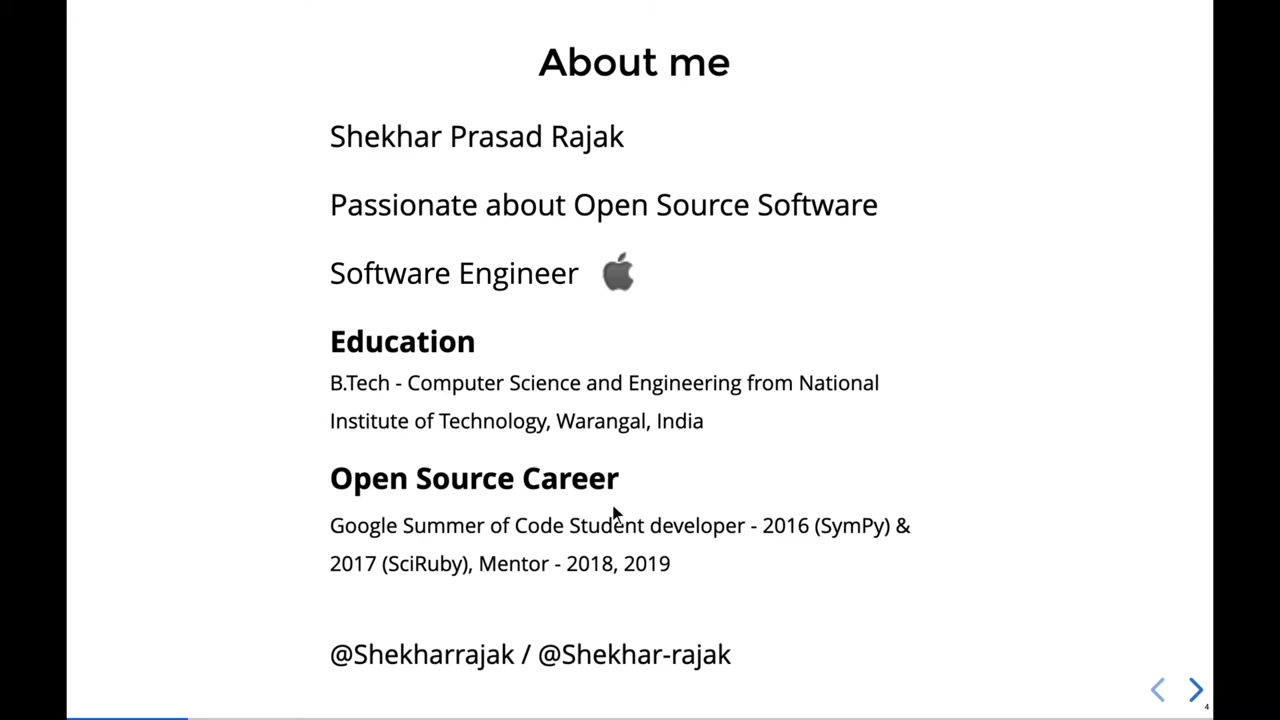 About me
Shekhar Prasad Rajak
Passionate about Open Source Software
Software Engineer
Education
B.Tech - Computer Science and Engineering from National
Institute of Technology, Warangal, India
Open Source Career
Google Summer of Code Student developer - 2016 (SymPy) &
2017 (SciRuby), Mentor - 2018, 2019
@Shekharrajak / @Shekhar-rajak
4